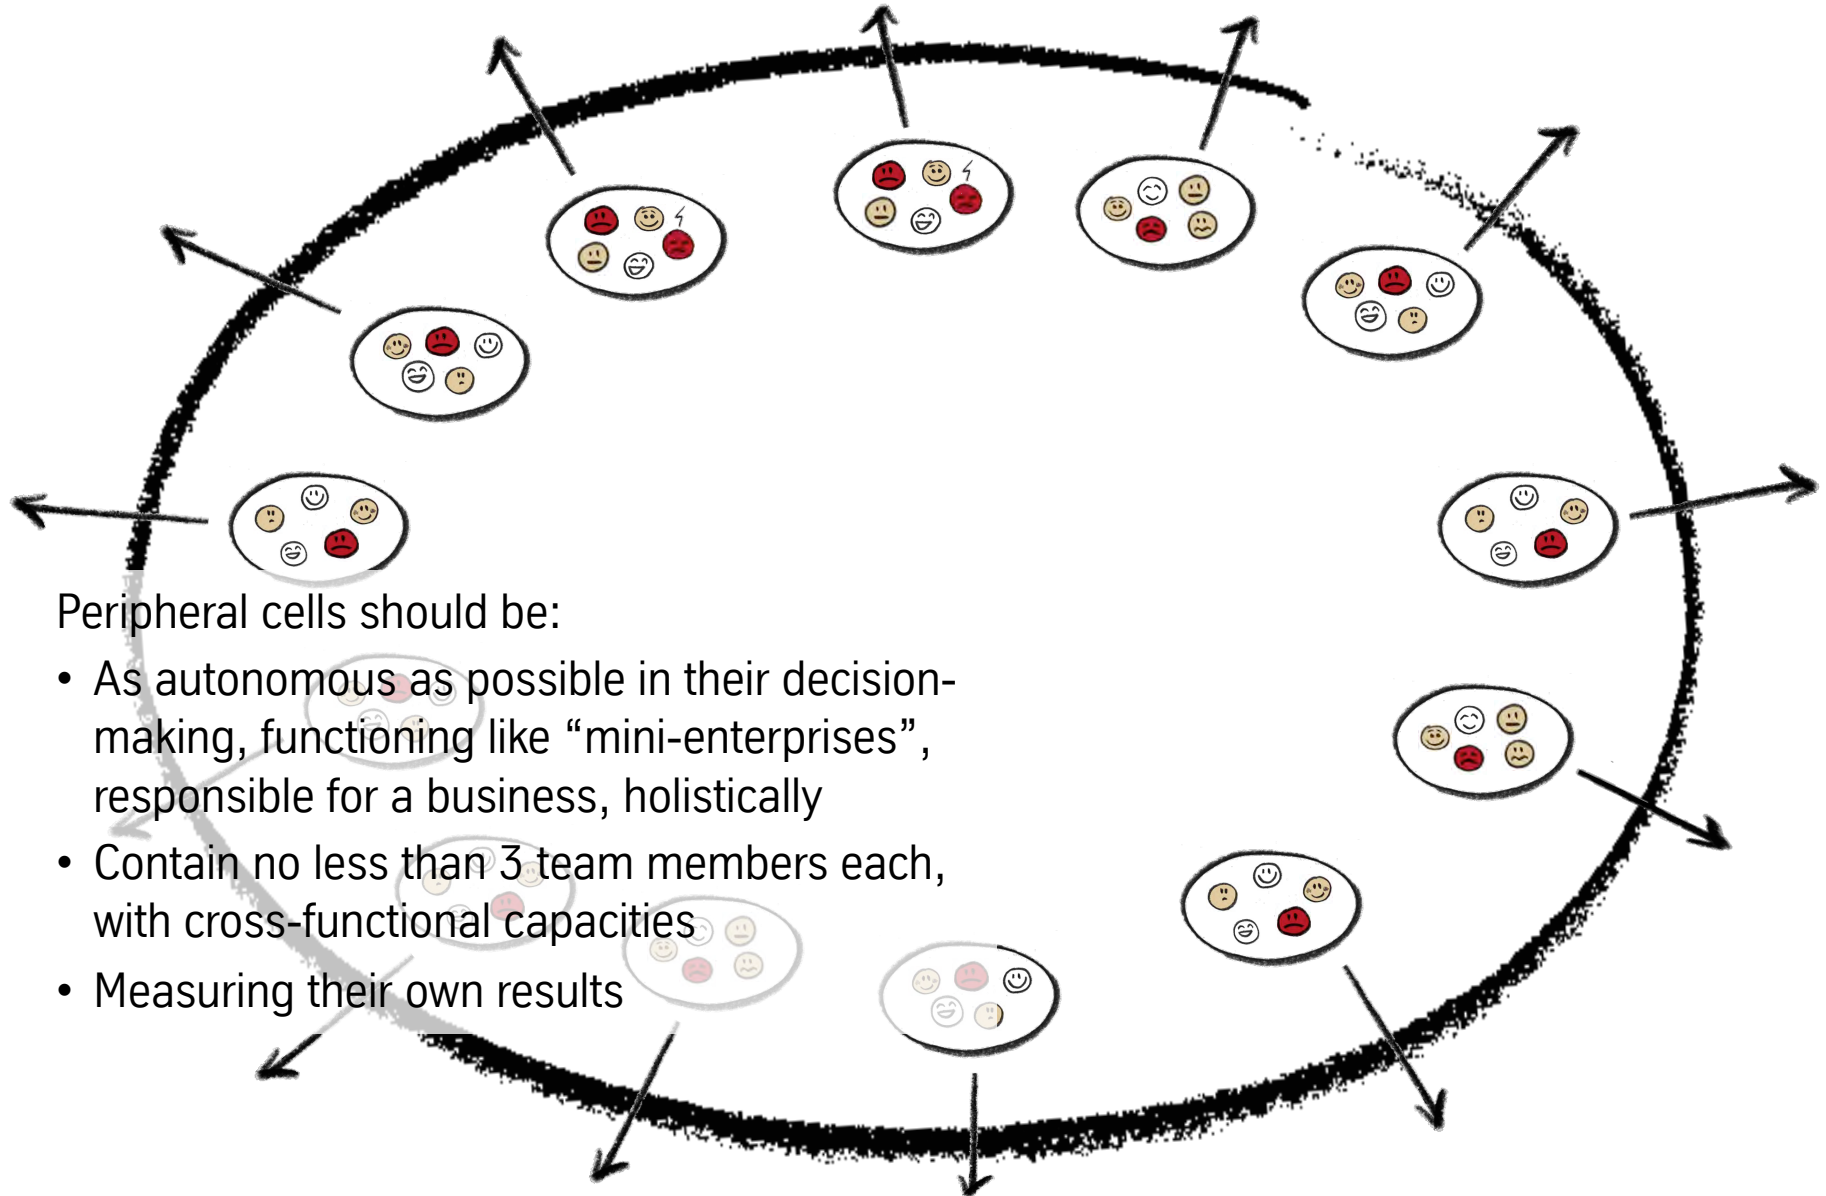 Peripheral cells should be:
• As autonomous as possible in their decision-
making, functioning like “mini-enterprises”,
responsible for a business, holistically
• Contain no less than 3 team members each,
with cross-functional capacities
• Measuring their own results